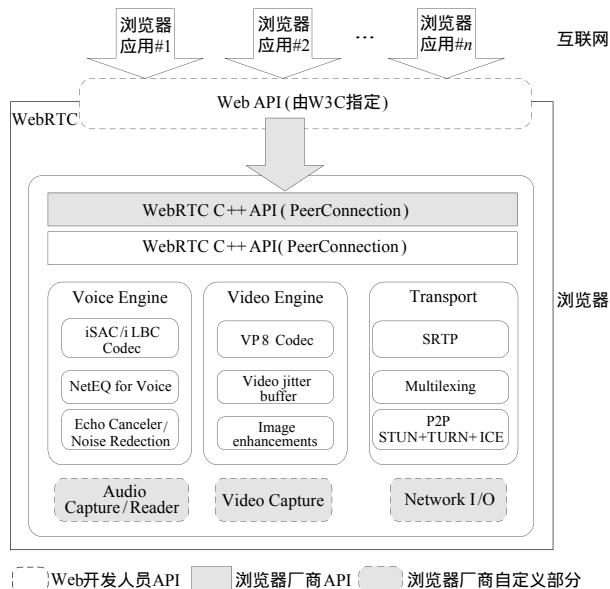 浏览器
应用#1
浏览器
应用#2
…
浏览器
应用#n
互联网
Web API (由W3C指定)
WebRTC
WebRTC C++ API ( PeerConnection)
WebRTC C++ API( PeerConnection)
浏览器
Voice Engine
iSAC/i LBC
Codec
NetEQ for Voice
Echo Canceler/
Noise Redection
Video Engine
VP8 Codec
Video jitter
buffer
Image
enhancements
Transport
SRTP
Multilexing
P2P
STUN+TURN+ICE
Audio
Capture/Reader
Video Capture
Network I/O
Web开发人员API
浏览器厂商API
浏览器厂商自定义部分